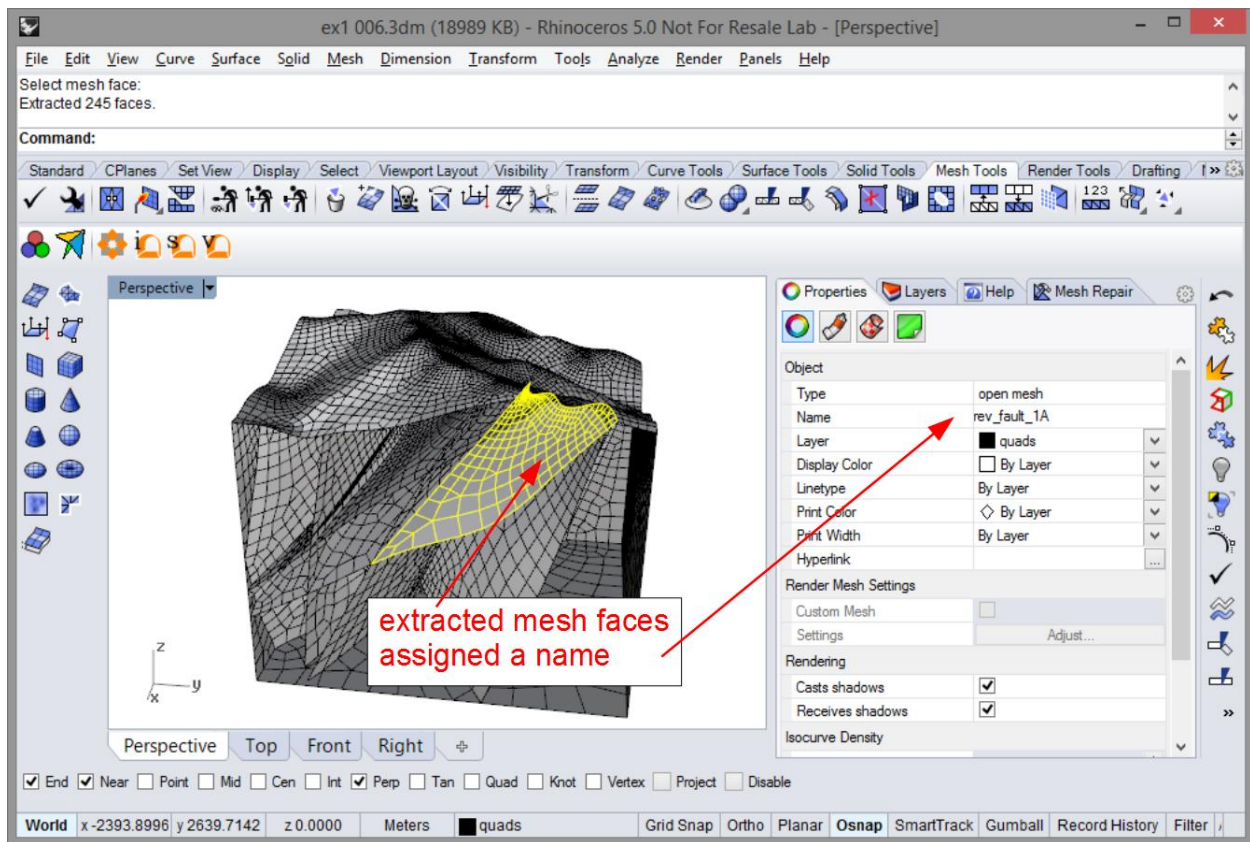 ex1 006.3dm (18989 KB) - Rhinoceros 5.0 Not For Resale Lab - [Perspective]
File Edit View Curve Surface Solid Mesh Dimension Transform Tools Analyze Render Panels Help
Select mesh face:
Extracted 245 faces.
Command:
Standard CPlanes Set View Display Select Viewport Layout Visibility Transform Curve Tools Surface Tools Solid Tools Mesh Tools Render Tools Drafting »
123
i s v
Perspective
Properties Layers Help Mesh Repair
Object
Type open mesh
Name rev_fault_1A
Layer quads
Display Color By Layer
Linetype By Layer
Print Color By Layer
Print Width By Layer
Hyperlink ...
Render Mesh Settings
Custom Mesh
Settings Adjust...
Rendering
Casts shadows
Receives shadows
Isocurve Density
extracted mesh faces
assigned a name
z
y
x
»
Perspective Top Front Right
End Near Point Mid Cen Int Perp Tan Quad Knot Vertex Project Disable
World x -2393.8996 y 2639.7142 z 0.0000 Meters quads Grid Snap Ortho Planar Osnap SmartTrack Gumball Record History Filter